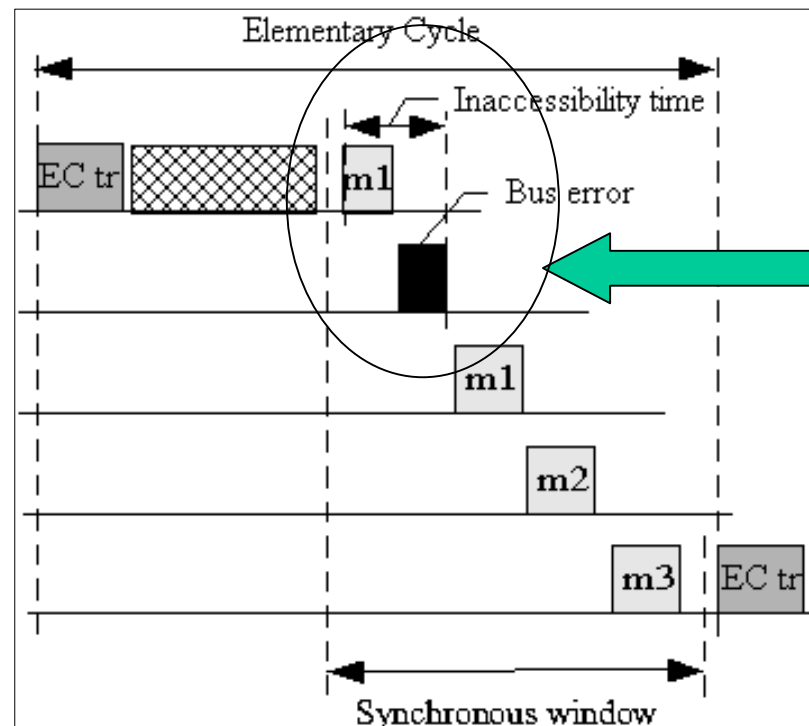 Elementary Cycle
Inaccessibility time
EC tr
m1
Bus error
m1
m2
m3
EC tr
Synchronous window